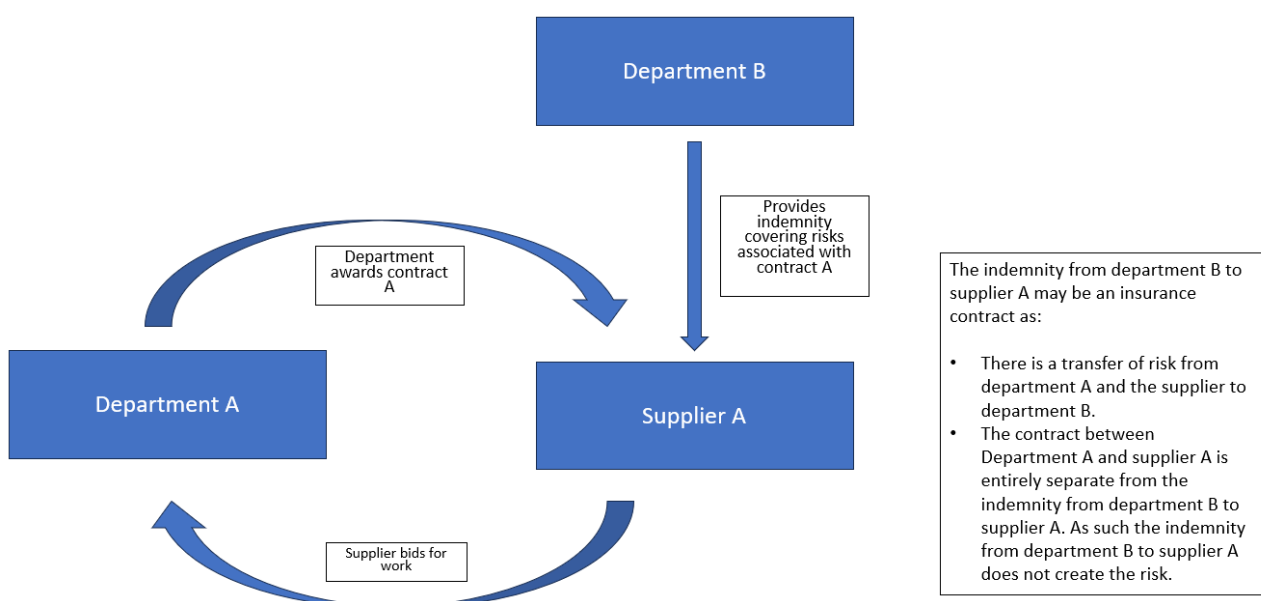 Department B
Provides
indemnity
covering risks
associated with
contract A
Department
awards contract
A
The indemnity from department B to
supplier A may be an insurance
contract as:
• There is a transfer of risk from
department A and the supplier to
department B.
• The contract between
Department A and supplier A is
entirely separate from the
indemnity from department B to
supplier A. As such the indemnity
from department B to supplier A
does not create the risk.
Department A
Supplier A
Supplier bids for
work